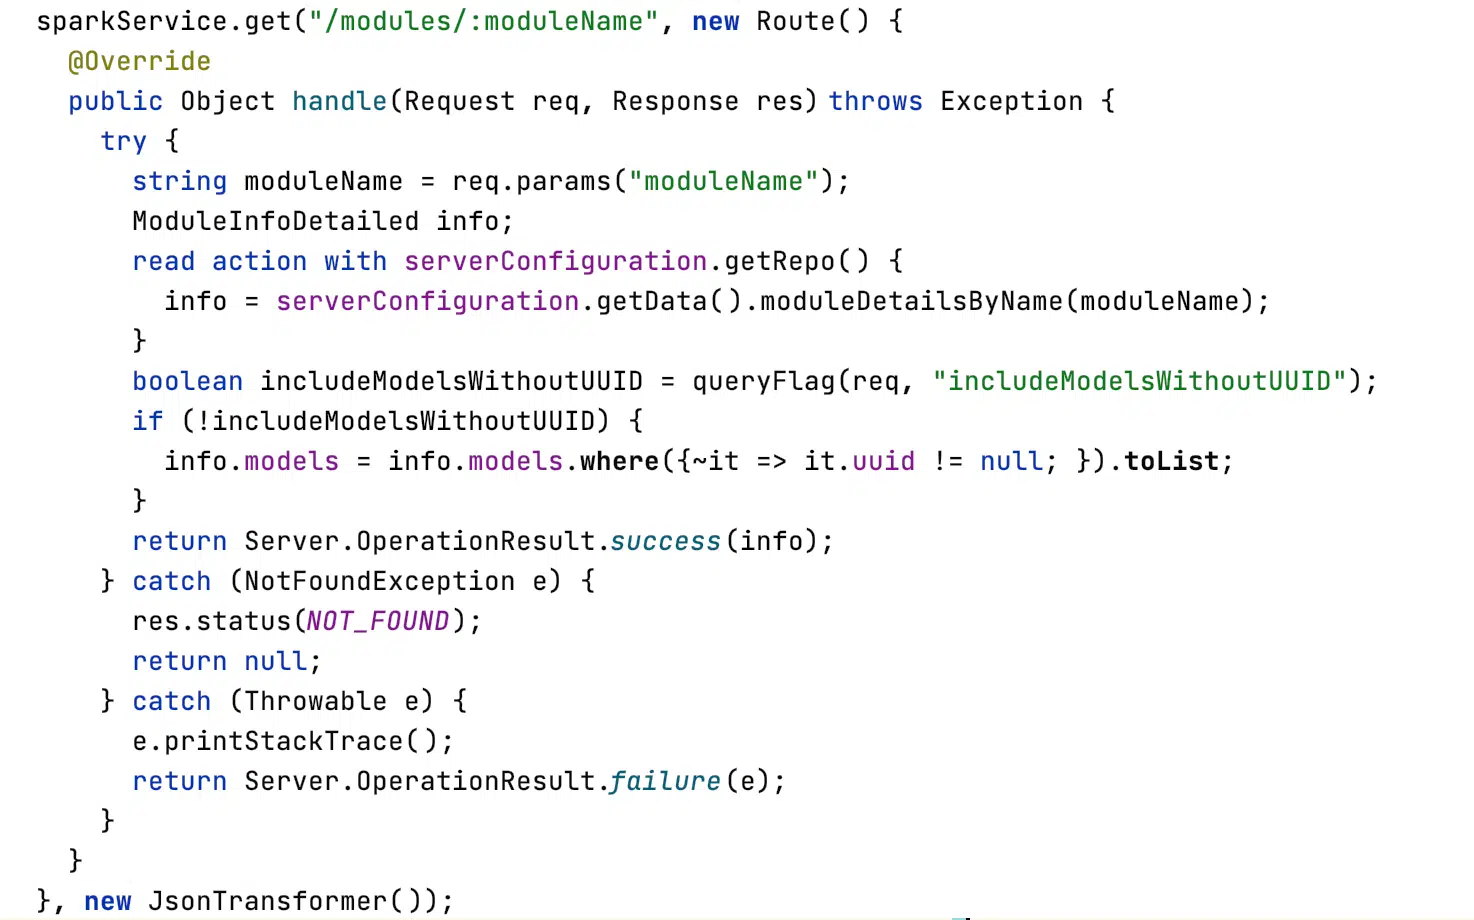 sparkService.get("/modules/:moduleName", new Route() {
@Override
public Object handle(Request req, Response res) throws Exception {
try {
string moduleName = req.params("moduleName");
ModuleInfoDetailed info;
read action with serverConfiguration.getRepo() {
info = serverConfiguration.getData().moduleDetailsByName(moduleName);
}
boolean includeModelsWithoutUUID = queryFlag(req, "includeModelsWithoutUUID");
if (!includeModelsWithoutUUID) {
info.models = info.models.where({~it => it.uuid != null; }).toList;
}
return Server.OperationResult.success(info);
} catch (NotFoundException e) {
res.status(NOT_FOUND);
return null;
} catch (Throwable e) {
e.printStackTrace();
return Server.OperationResult.failure(e);
}
}
}, new JsonTransformer());